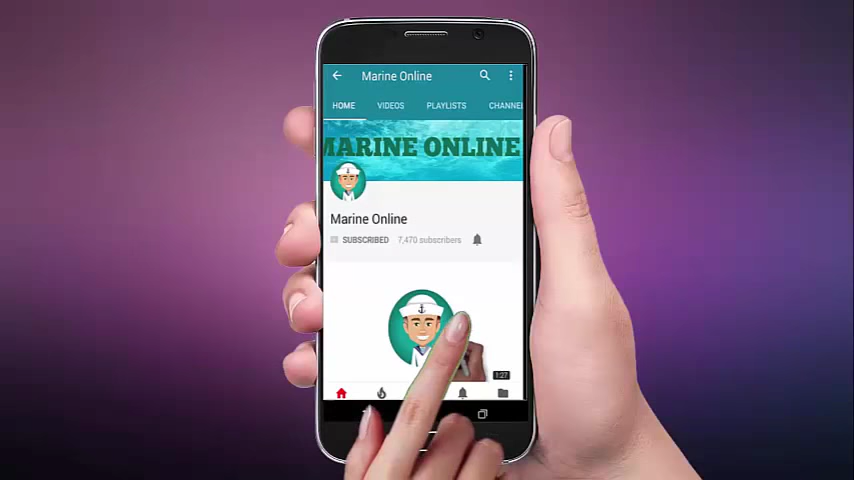 Marine Online
HOME VIDEOS PLAYLISTS CHANNEL
MARINE ONLINE
Marine Online
SUBSCRIBED 7,470 subscribers
1:27